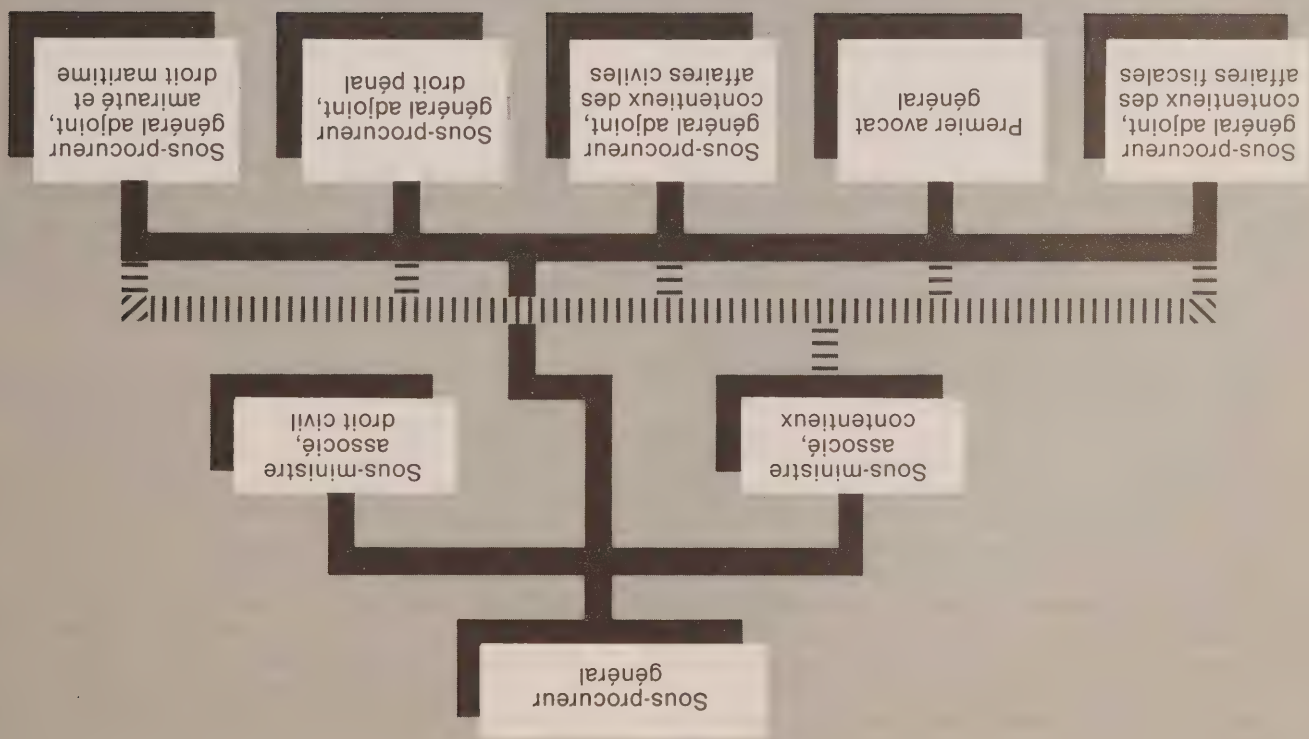 Sous-procureur
général
Sous-ministre
associé,
contentieux
Sous-ministre
associé,
droit civil
Sous-procureur
général adjoint,
contentieux des
affaires fiscales
Premier avocat
général
Sous-procureur
général adjoint,
contentieux des
affaires civiles
Sous-procureur
général adjoint,
droit pénal
Sous-procureur
général adjoint,
amirauté et
droit maritime